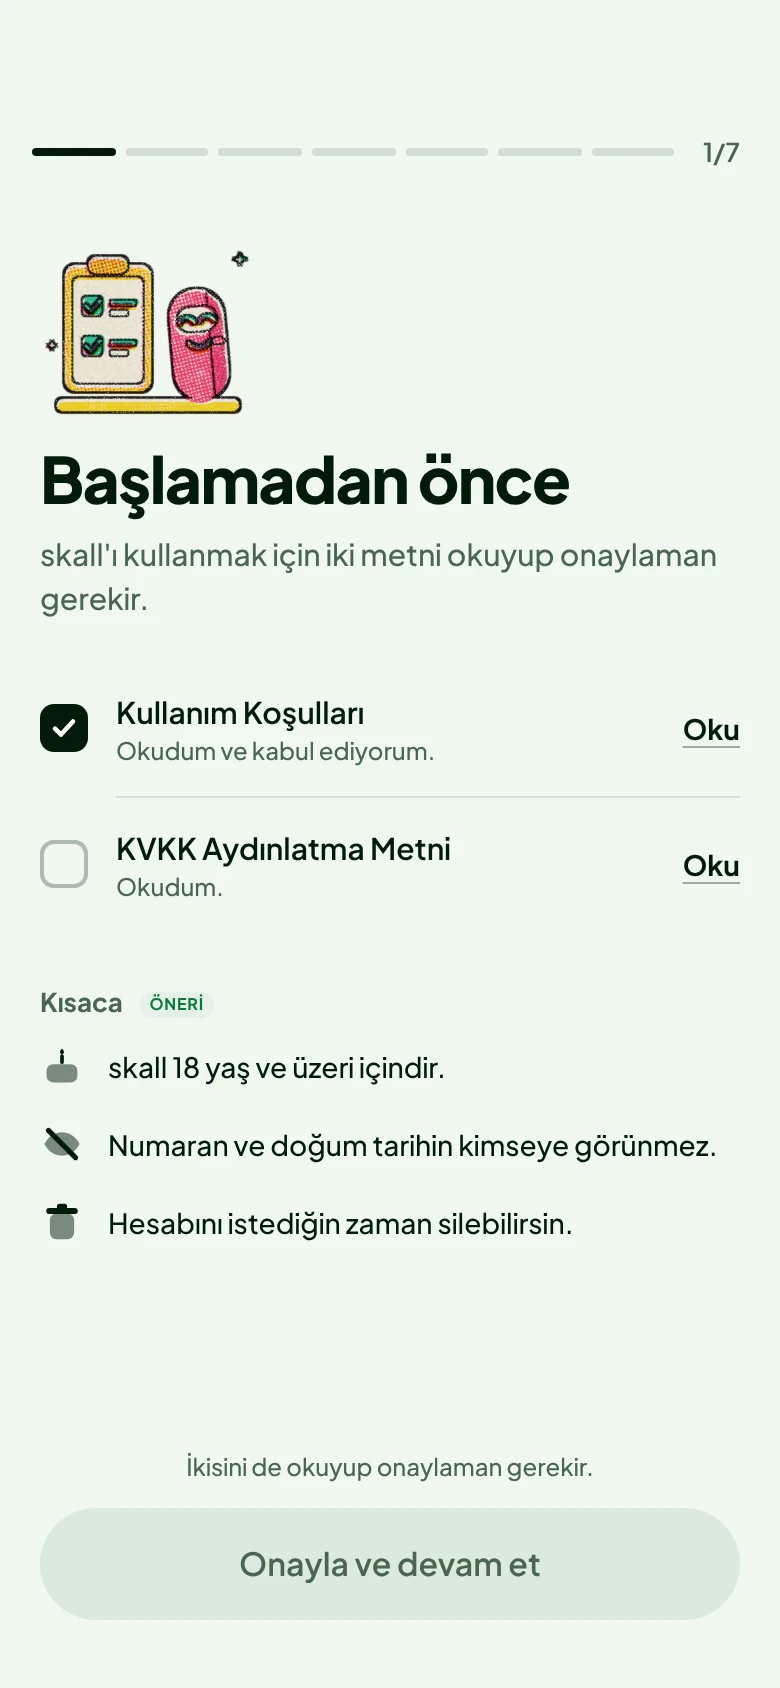 1/7
Başlamadan önce
skall'ı kullanmak için iki metni okuyup onaylaman
gerekir.
Kullanım Koşulları
Okudum ve kabul ediyorum.
Oku
KVKK Aydınlatma Metni
Okudum.
Oku
Kısaca ÖNERİ
skall 18 yaş ve üzeri içindir.
Numaran ve doğum tarihin kimseye görünmez.
Hesabını istediğin zaman silebilirsin.
İkisini de okuyup onaylaman gerekir.
Onayla ve devam et